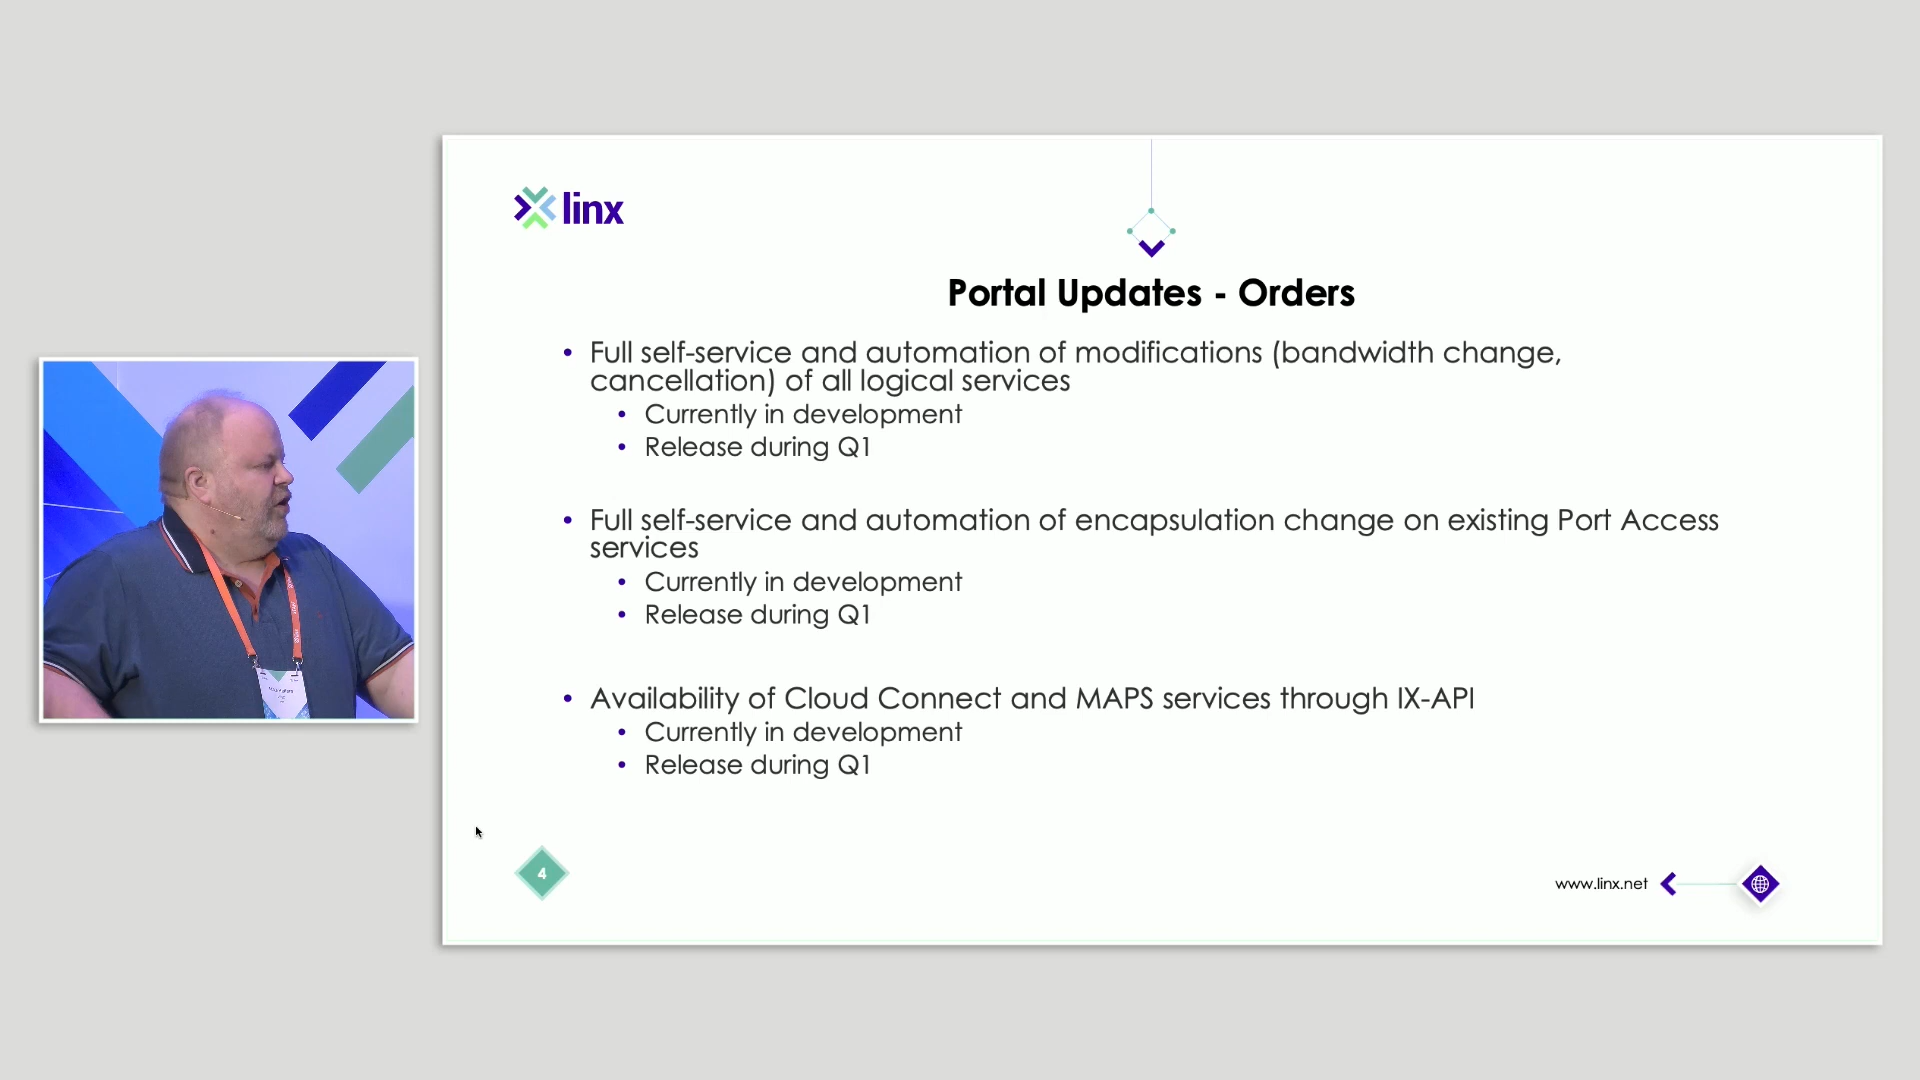 linx
Portal Updates - Orders
• Full self-service and automation of modifications (bandwidth change,
cancellation) of all logical services
• Currently in development
• Release during Q1
• Full self-service and automation of encapsulation change on existing Port Access
services
• Currently in development
• Release during Q1
• Availability of Cloud Connect and MAPS services through IX-API
• Currently in development
• Release during Q1
4
www.linx.net